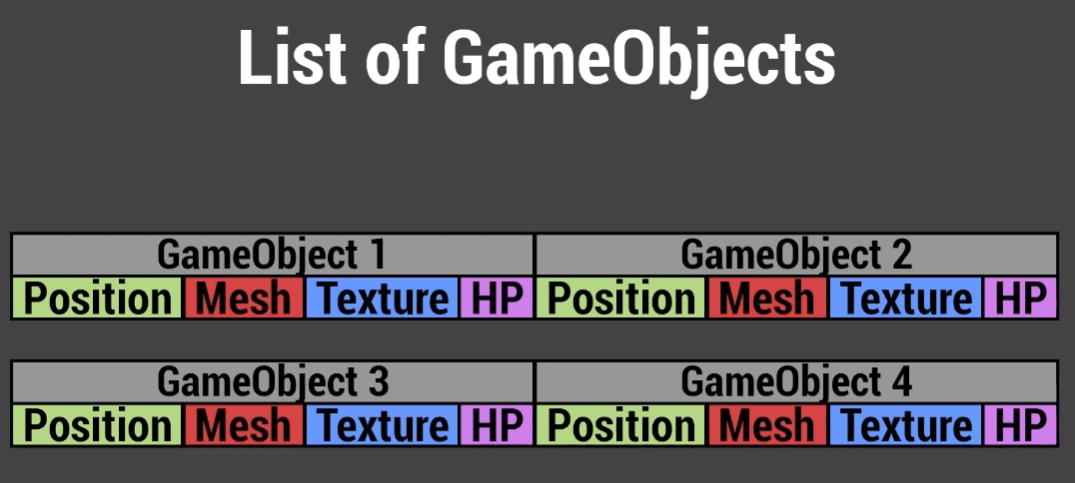 List of GameObjects
GameObject 1 GameObject 2
Position Mesh Texture HP Position Mesh Texture HP
GameObject 3 GameObject 4
Position Mesh Texture HP Position Mesh Texture HP